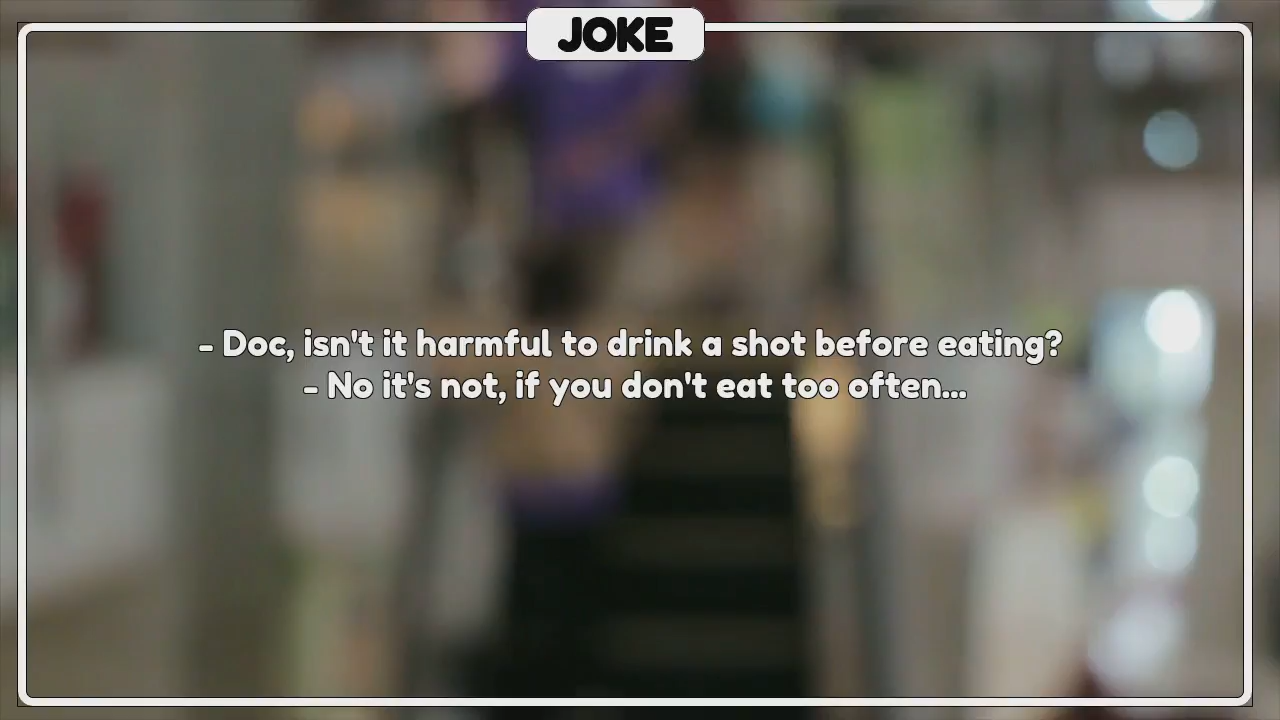 JOKE
- Doc, isn't it harmful to drink a shot before eating?
- No it's not, if you don't eat too often...